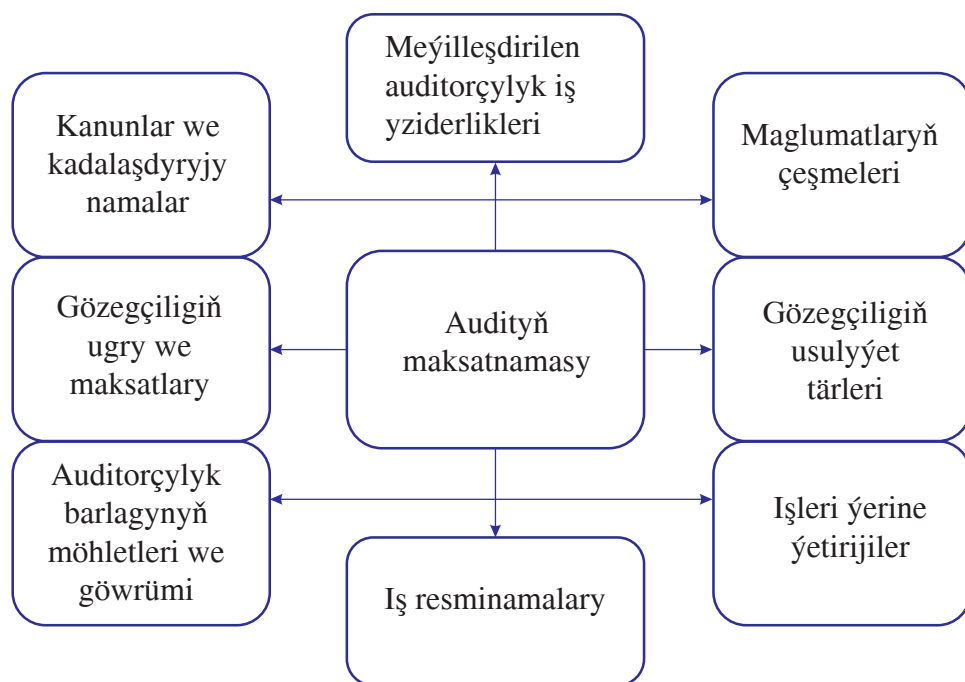 Meýilleşdirilen
auditorçylyk iş
yziderlikleri
Kanunlar we
kadalaşdyryjy
namalar
Maglumatlaryň
çeşmeleri
Gözegçiligiň
ugry we
maksatlary
Audityň
maksatnamasy
Gözegçiligiň
usulyýet
tärleri
Auditorçylyk
barlagynyň
möhletleri we
göwrümi
Işleri ýerine
ýetirijiler
Iş resminamalary